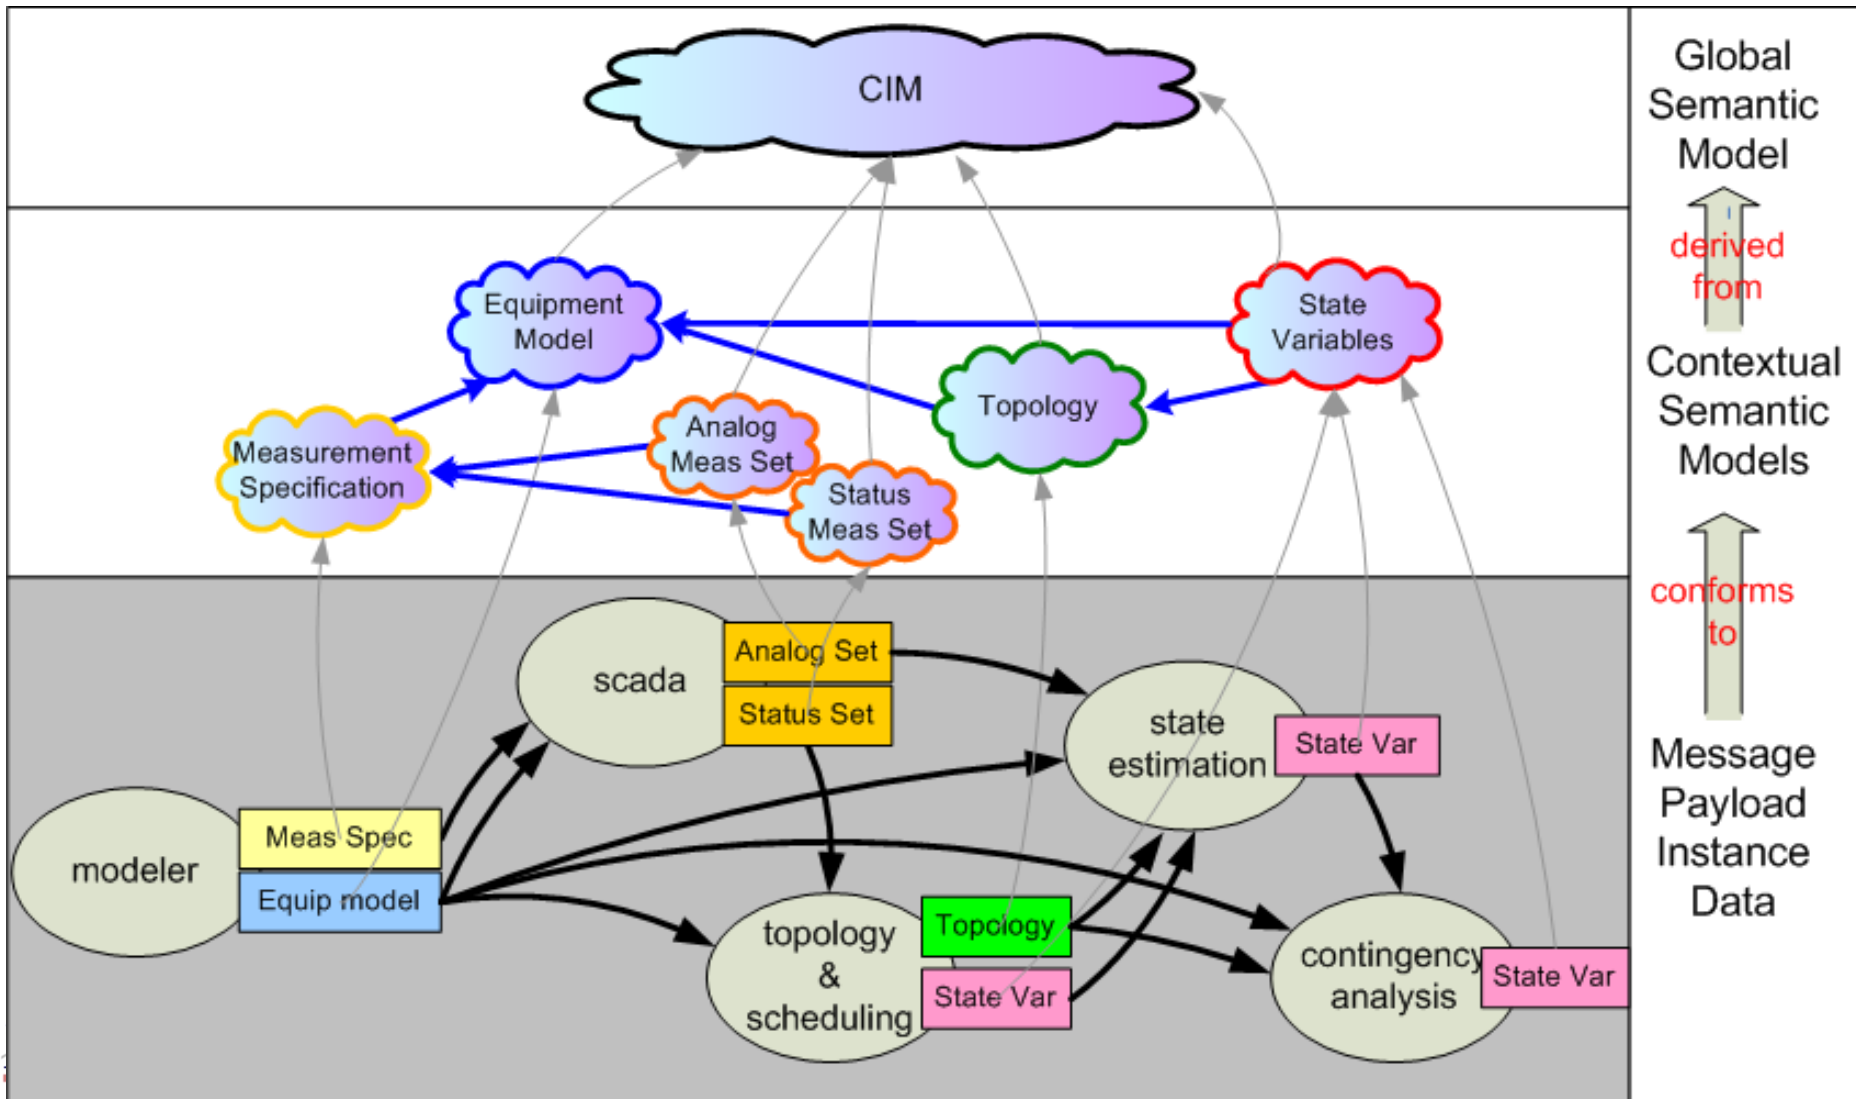 CIM
Global
Semantic
Model
derived
from
Equipment
Model
State
Variables
Topology
Analog
Meas Set
Status
Meas Set
Measurement
Specification
Contextual
Semantic
Models
conforms
to
scada
Analog Set
Status Set
state
estimation
State Var
modeler
Meas Spec
Equip model
topology
&
scheduling
Topology
State Var
contingency
analysis
State Var
Message
Payload
Instance
Data